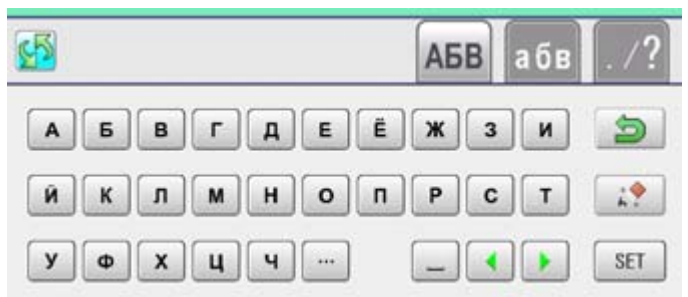 АБВ абв ./?
А Б В Г Д Е Ё Ж З И
Й К Л М Н О П Р С Т
У Ф Х Ц Ч ... _ SET